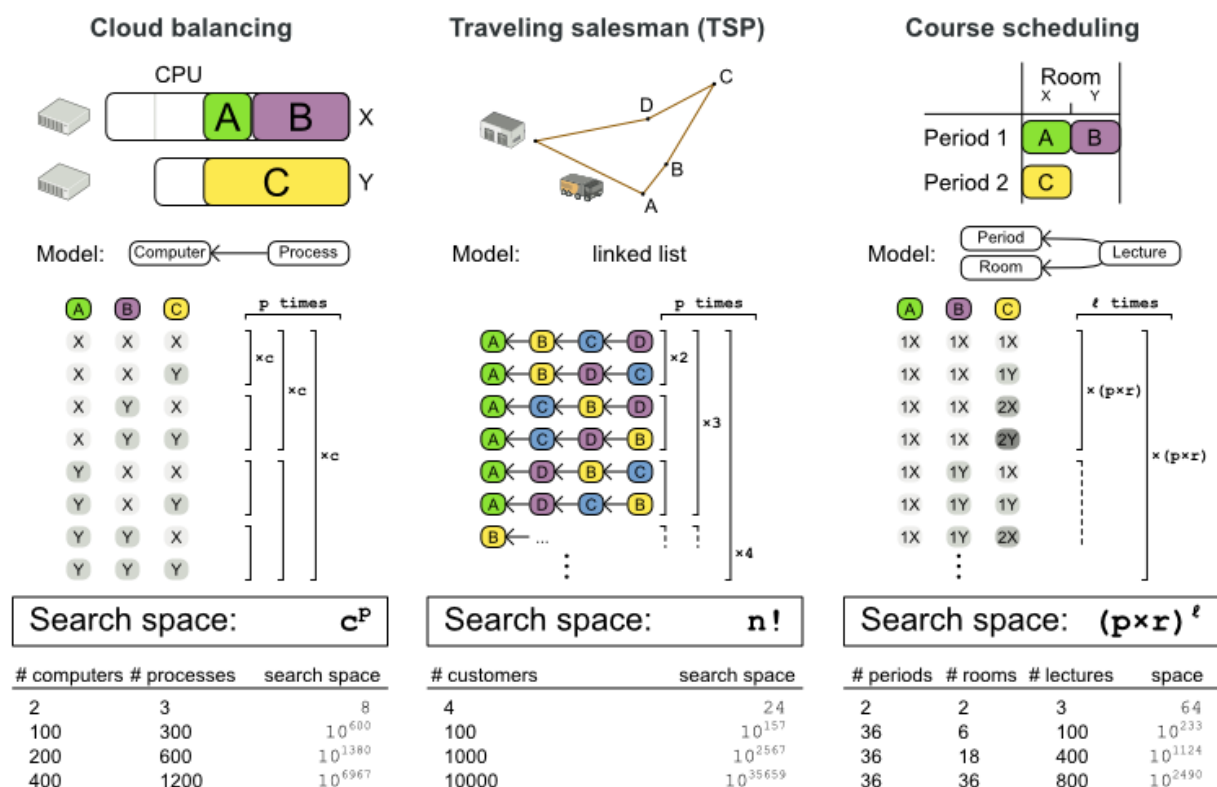 Cloud balancing
CPU
A B X
C Y
Model: Computer Process
A B C p times
X X X
X X Y ×c
X Y X ×c
X Y Y
Y X X ×c
Y X Y
Y Y X
Y Y Y
Search space: c^p
# computers # processes search space
2 3 8
100 300 10^600
200 600 10^1380
400 1200 10^6967
Traveling salesman (TSP)
C
D
B
A
Model: linked list
p times
A B C D
A B D C ×2
A C B D
A C D B ×3
A D B C
A D C B
B ... ×4
⋮
Search space: n!
# customers search space
4 24
100 10^157
1000 10^2567
10000 10^35659
Course scheduling
Room
X Y
Period 1 A B
Period 2 C
Model: Period Room Lecture
A B C ℓ times
1X 1X 1X
1X 1X 1Y
1X 1X 2X ×(p×r)
1X 1X 2Y
1X 1Y 1X ×(p×r)
1X 1Y 1Y
1X 1Y 2X
⋮
Search space: (p×r)^ℓ
# periods # rooms # lectures space
2 2 3 64
36 6 100 10^233
36 18 400 10^1124
36 36 800 10^2490